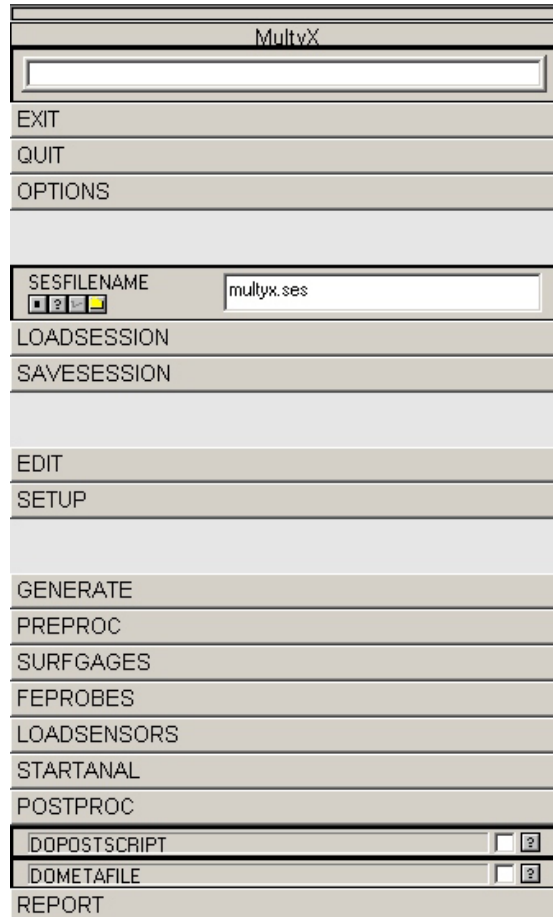 MultyX
EXIT
QUIT
OPTIONS
SESFILENAME
multyx.ses
? 
LOADSESSION
SAVESESSION
EDIT
SETUP
GENERATE
PREPROC
SURFGAGES
FEPROBES
LOADSENSORS
STARTANAL
POSTPROC
DOPOSTSCRIPT ?
DOMETAFILE ?
REPORT